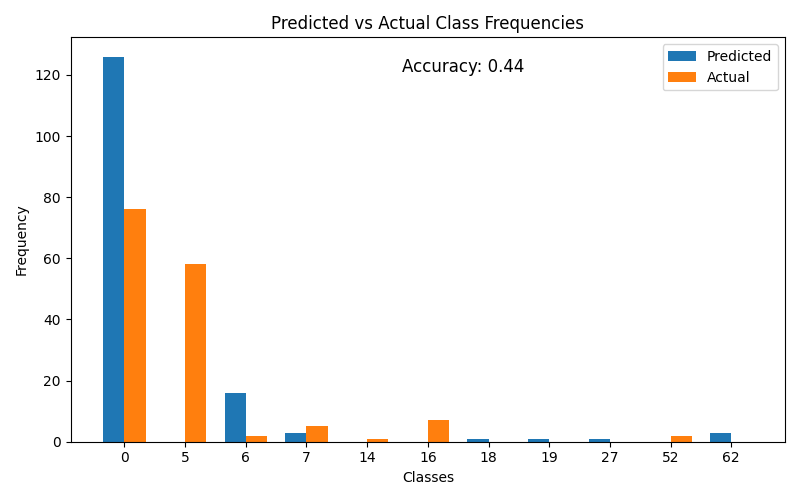 Predicted vs Actual Class Frequencies
Accuracy: 0.44
Predicted
Actual
Frequency
120
100
80
60
40
20
0
0 5 6 7 14 16 18 19 27 52 62
Classes